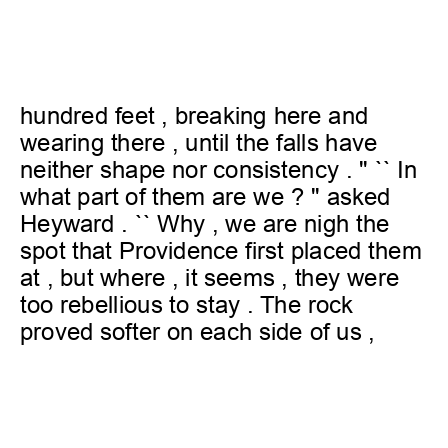 hundred feet , breaking here and
wearing there , until the falls have
neither shape nor consistency . " `` In
what part of them are we ? " asked
Heyward . `` Why , we are nigh the
spot that Providence first placed them
at , but where , it seems , they were
too rebellious to stay . The rock
proved softer on each side of us ,